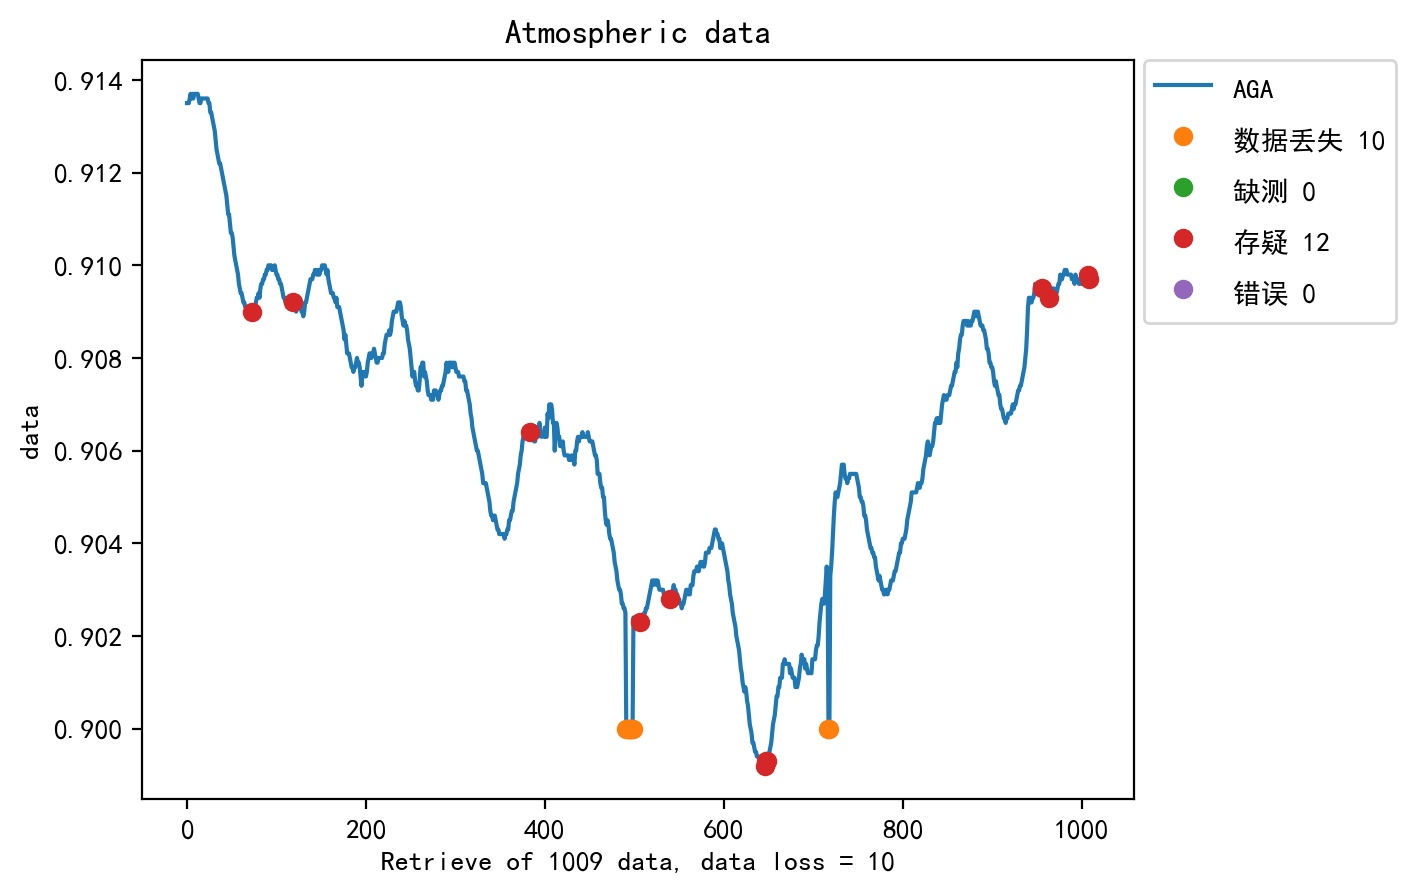 Atmospheric data
0.914
0.912
0.910
0.908
0.906
0.904
0.902
0.900
data
0
200
400
600
800
1000
Retrieve of 1009 data, data loss = 10
AGA
数据丢失 10
缺测 0
存疑 12
错误 0